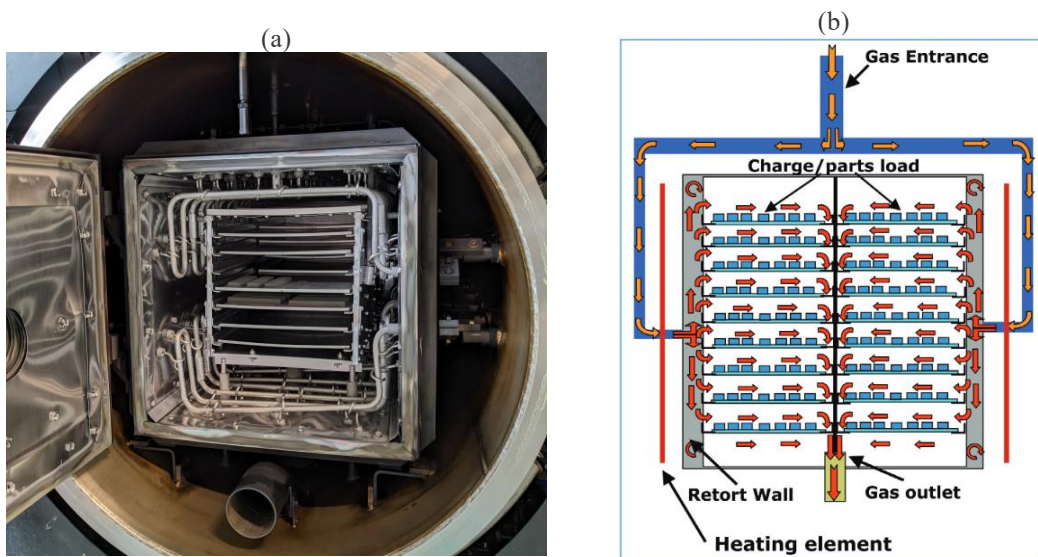 (a)
(b)
Gas Entrance
Charge/parts load
Retort Wall
Gas outlet
Heating element